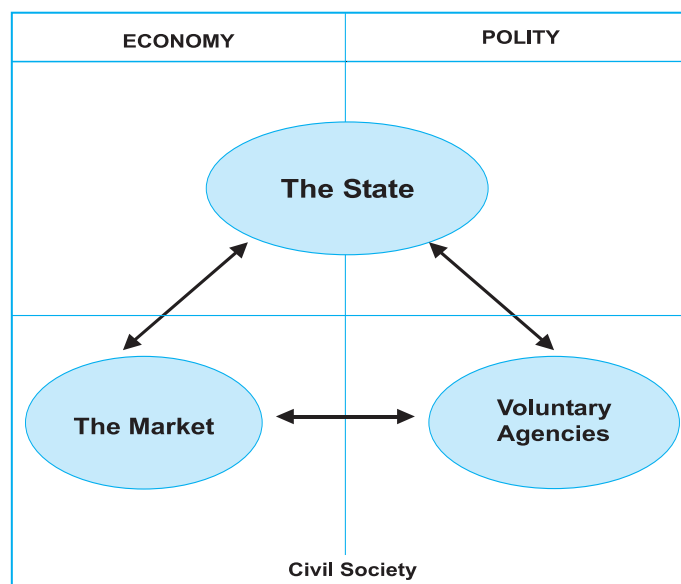 ECONOMY
POLITY
The State
The Market
Voluntary
Agencies
Civil Society